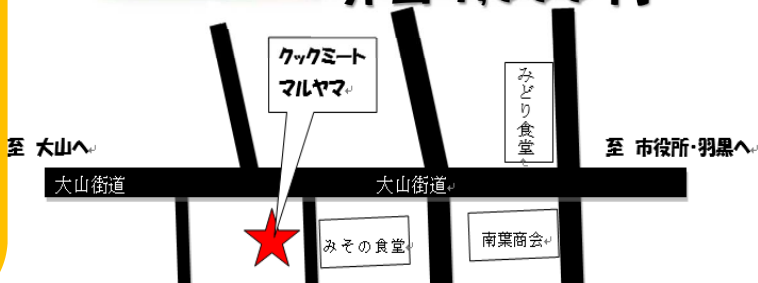 クックミート
マルヤマ
みどり食堂
至 大山へ
至 市役所・羽黒へ
大山街道
大山街道
みその食堂
南葉商会